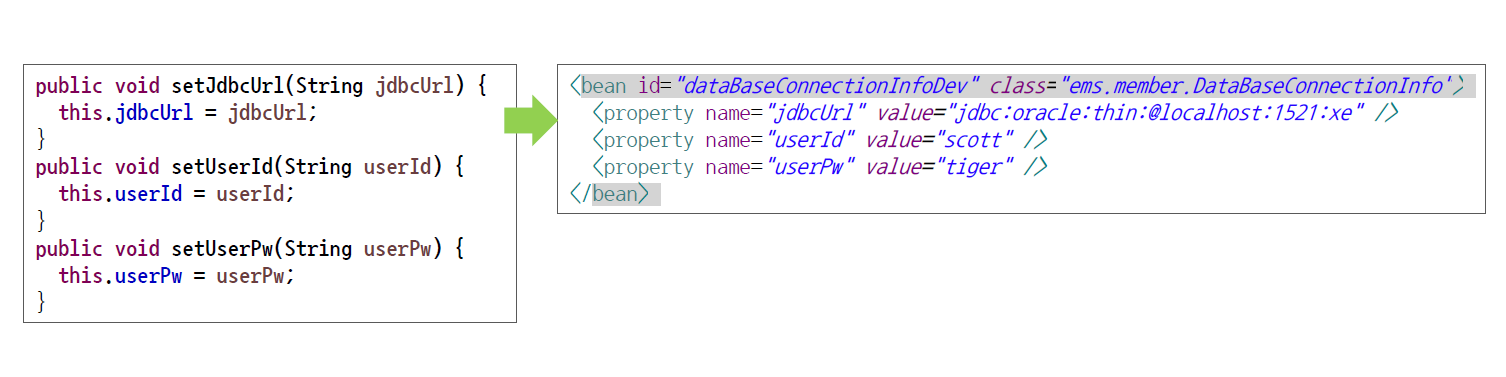 public void setJdbcUrl(String jdbcUrl) {
  this.jdbcUrl = jdbcUrl;
}
public void setUserId(String userId) {
  this.userId = userId;
}
public void setUserPw(String userPw) {
  this.userPw = userPw;
}
<bean id="dataBaseConnectionInfoDev" class="ems.member.DataBaseConnectionInfo">
  <property name="jdbcUrl" value="jdbc:oracle:thin:@localhost:1521:xe" />
  <property name="userId" value="scott" />
  <property name="userPw" value="tiger" />
</bean>